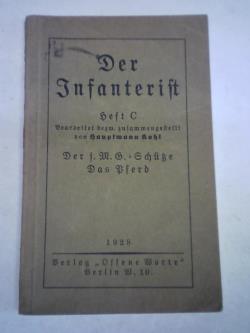 Der
Infanterist
Heft C
Bearbeitet bezw. zusammengestellt
von Hauptmann Kohl
Der s. M. G.-Schütze
Das Pferd
1928
Verlag „Offene Worte"
Berlin W. 10.